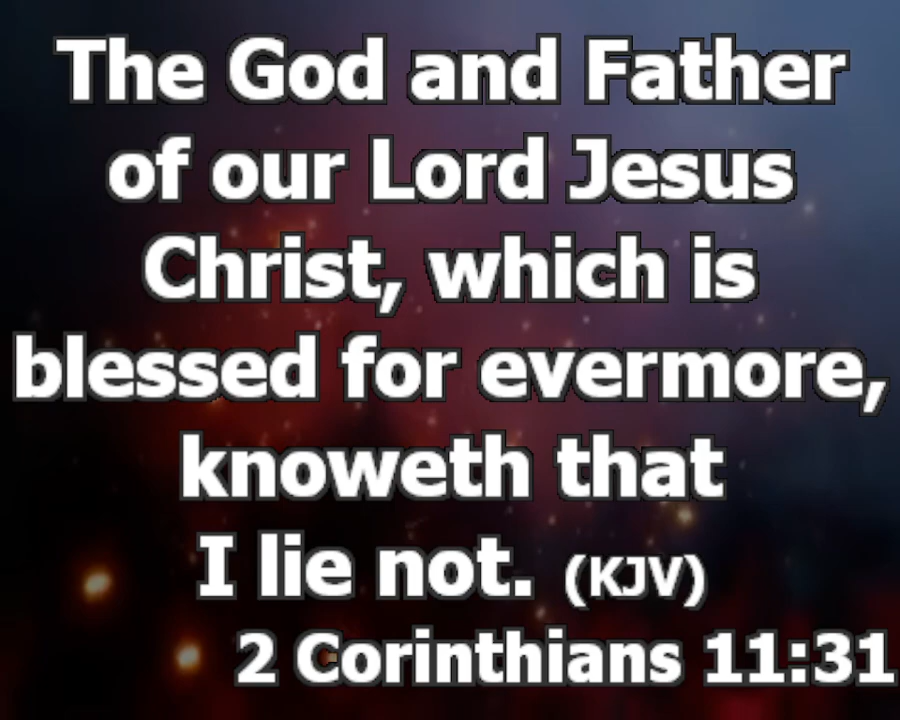 The God and Father
of our Lord Jesus
Christ, which is
blessed for evermore,
knoweth that
I lie not. (KJV)
2 Corinthians 11:31